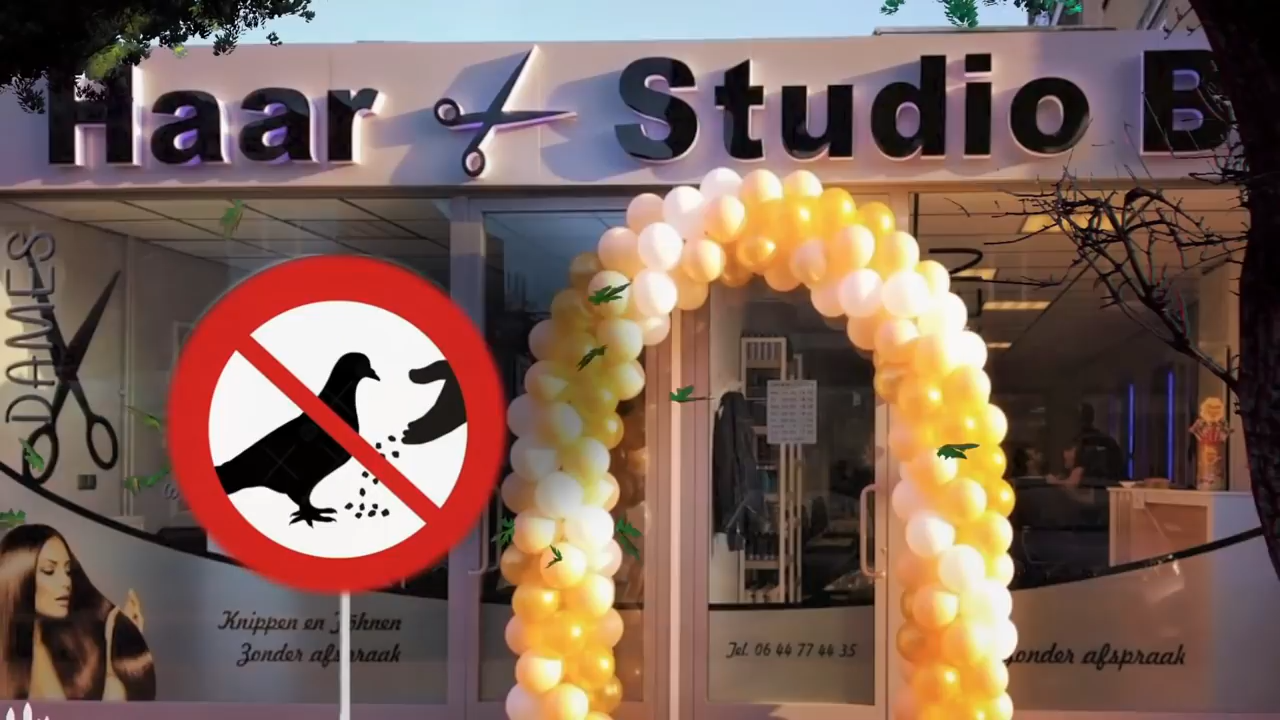 Haar Studio B
DAMES
Knippen en Föhnen
Zonder afspraak
Tel. 06 44 77 44 35
Zonder afspraak